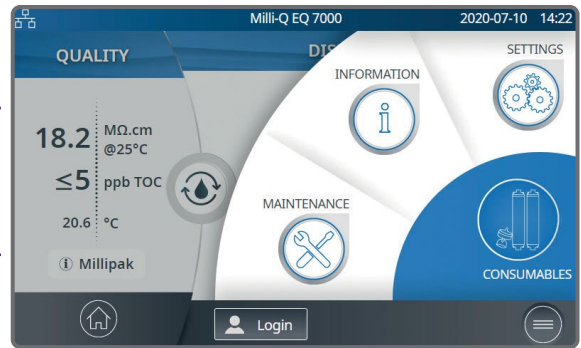 Milli-Q EQ 7000
2020-07-10 14:22
QUALITY
DIS
18.2 MΩ.cm
@25°C
≤5 ppb TOC
20.6 °C
i Millipak
INFORMATION
SETTINGS
MAINTENANCE
CONSUMABLES
Login